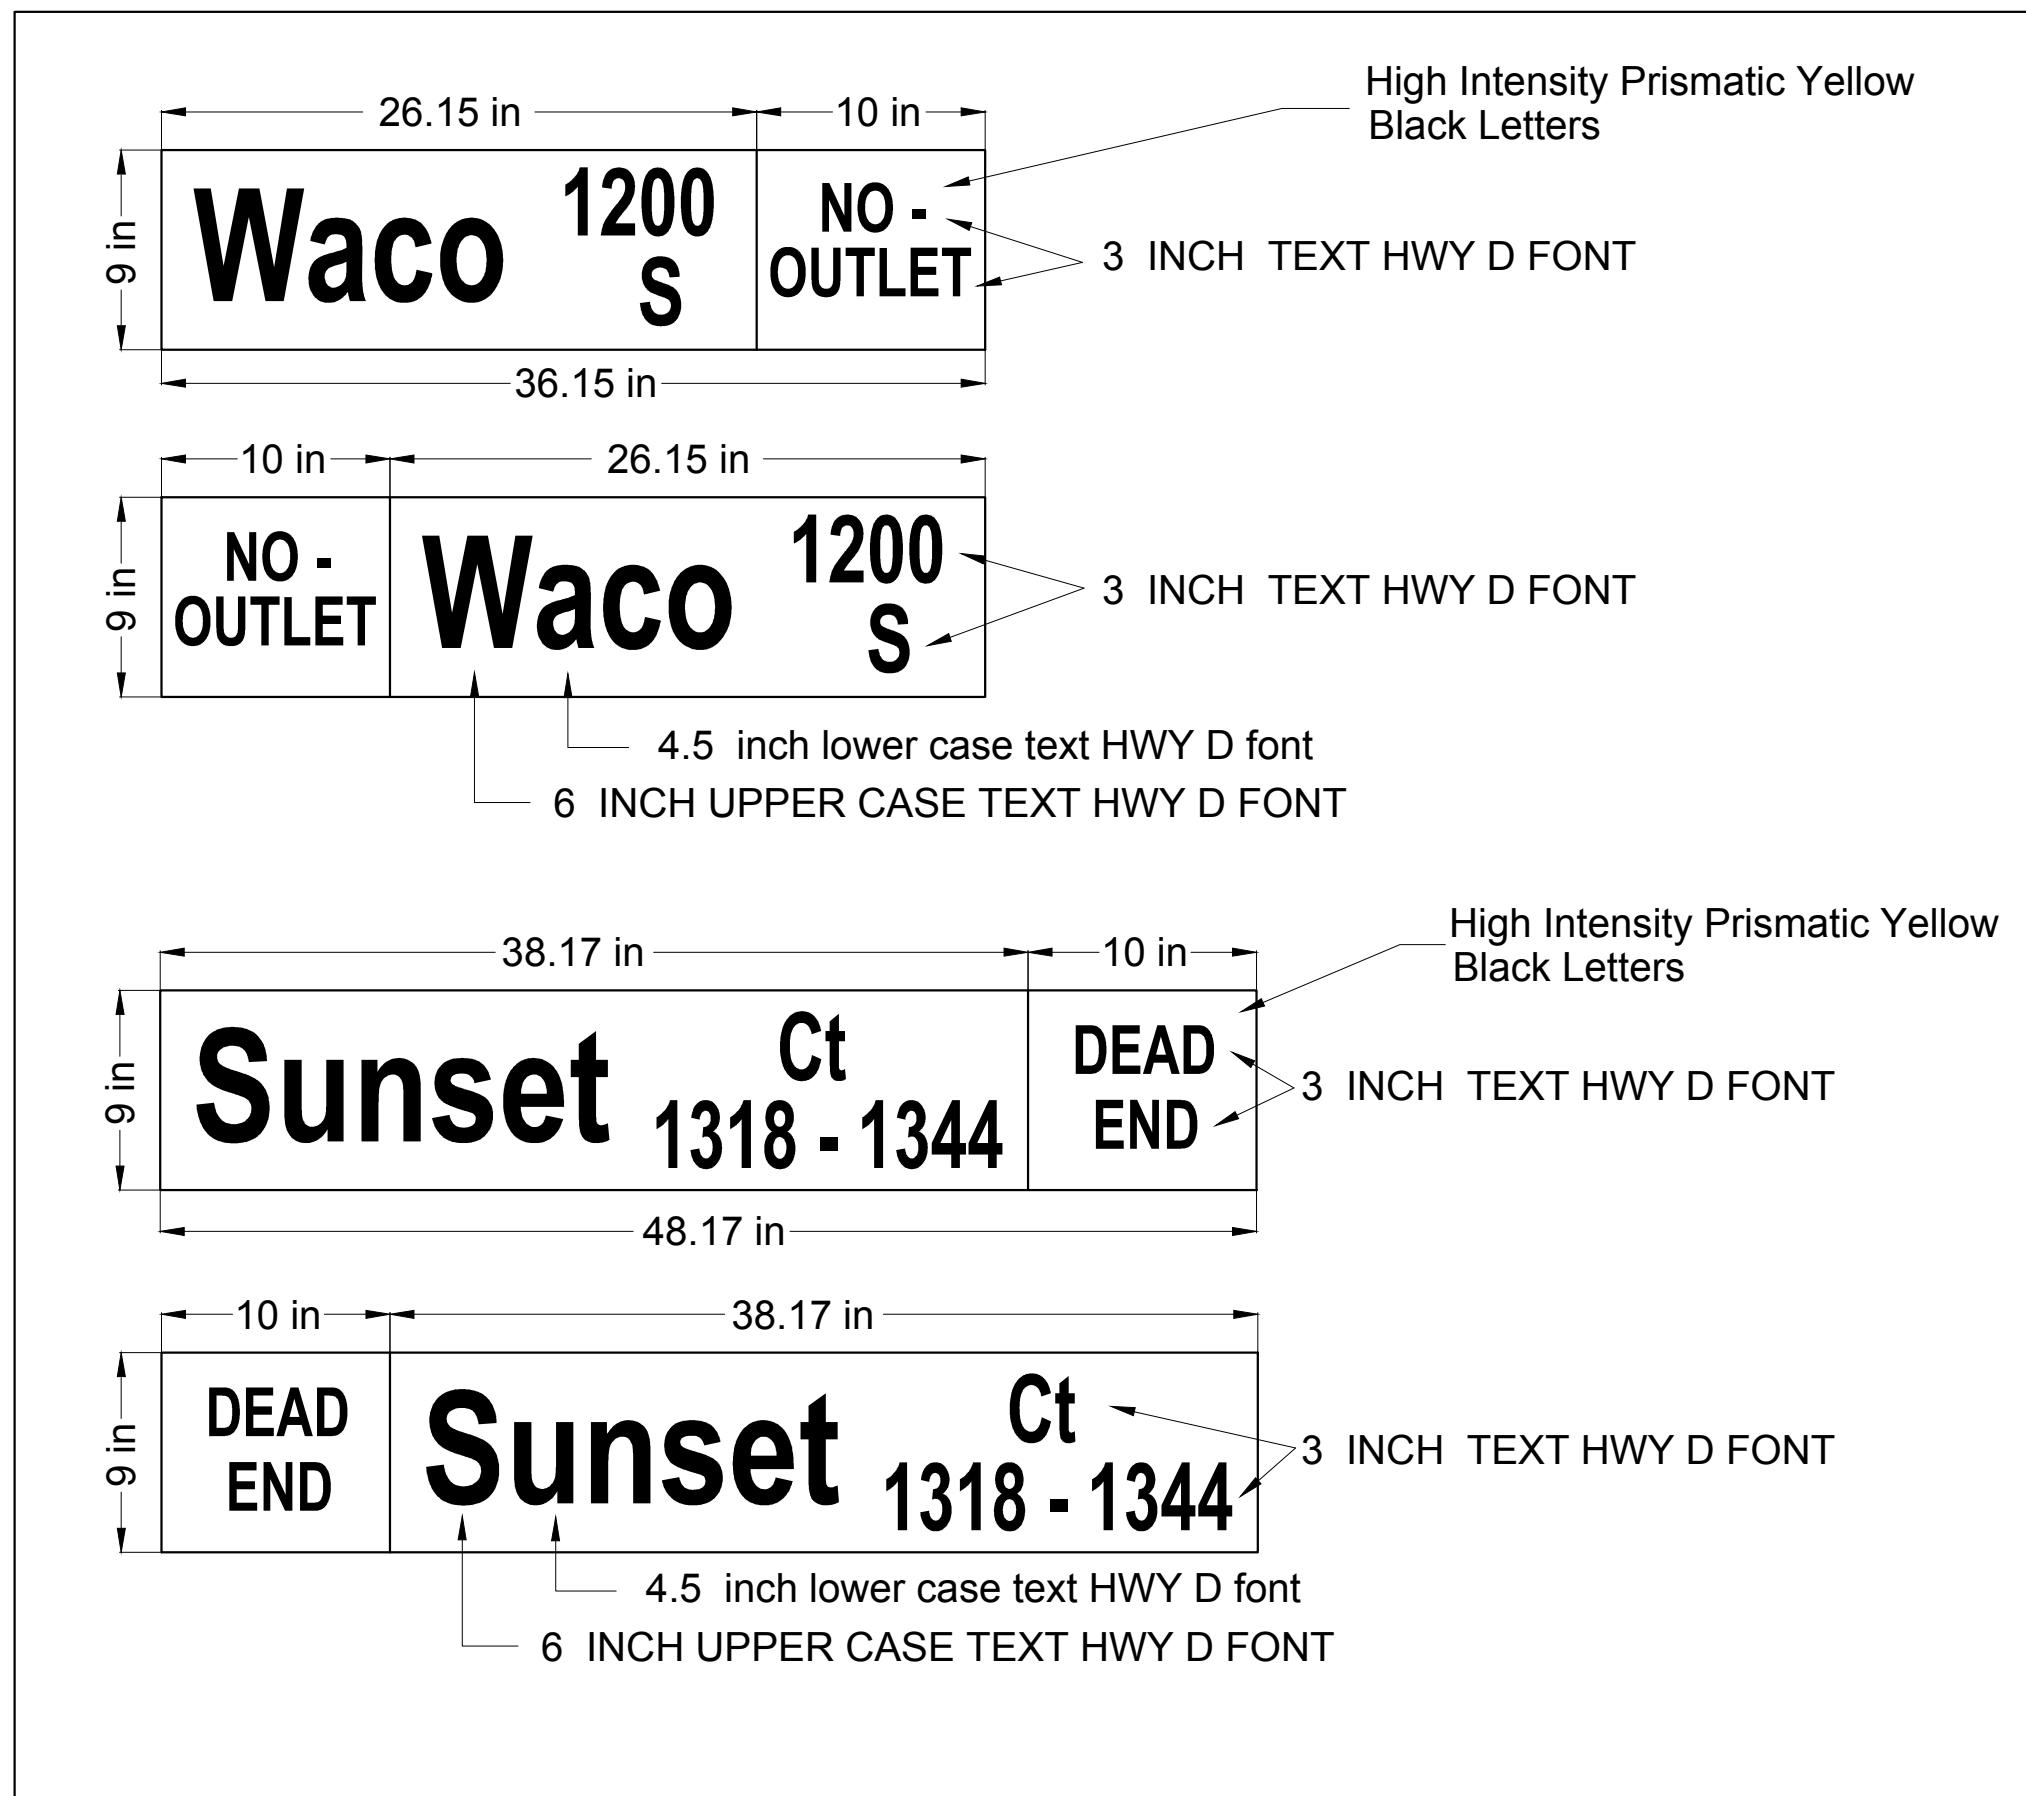 High Intensity Prismatic Yellow
Black Letters
26.15 in
10 in
9 in
Waco
1200
S
NO -
OUTLET
3 INCH TEXT HWY D FONT
36.15 in
10 in
26.15 in
9 in
NO -
OUTLET
Waco
1200
S
3 INCH TEXT HWY D FONT
4.5 inch lower case text HWY D font
6 INCH UPPER CASE TEXT HWY D FONT
High Intensity Prismatic Yellow
Black Letters
38.17 in
10 in
9 in
Sunset
Ct
1318 - 1344
DEAD
END
3 INCH TEXT HWY D FONT
48.17 in
10 in
38.17 in
9 in
DEAD
END
Sunset
Ct
1318 - 1344
3 INCH TEXT HWY D FONT
4.5 inch lower case text HWY D font
6 INCH UPPER CASE TEXT HWY D FONT